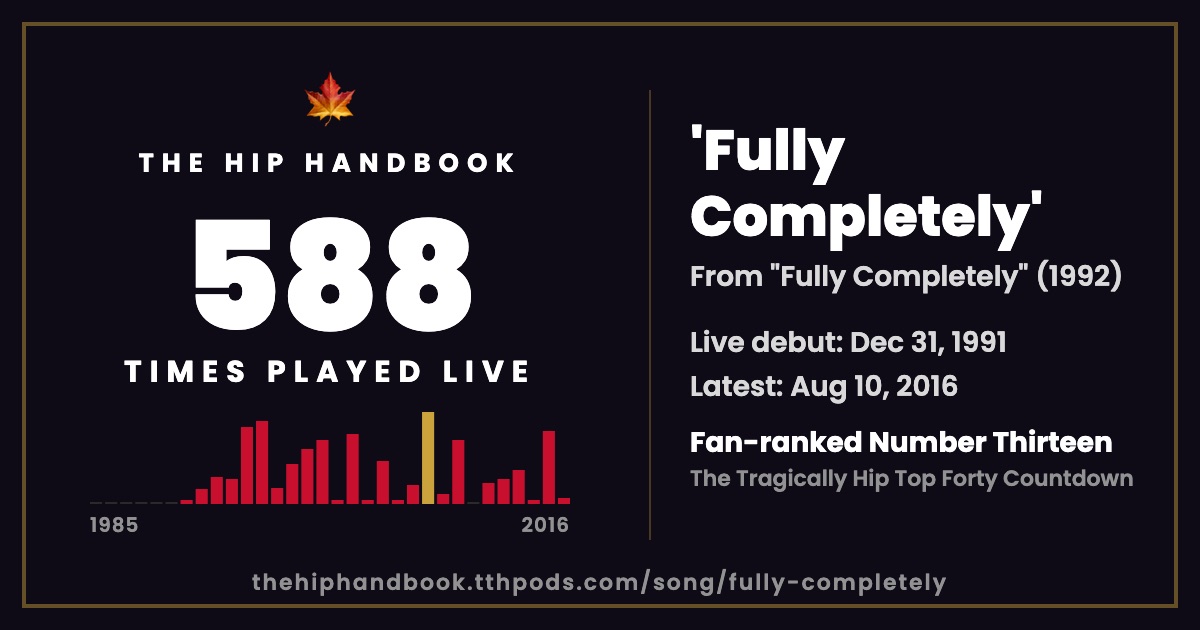 THE HIP HANDBOOK
588
TIMES PLAYED LIVE
1985
2016
'Fully
Completely'
From "Fully Completely" (1992)
Live debut: Dec 31, 1991
Latest: Aug 10, 2016
Fan-ranked Number Thirteen
The Tragically Hip Top Forty Countdown
thehiphandbook.tthpods.com/song/fully-completely